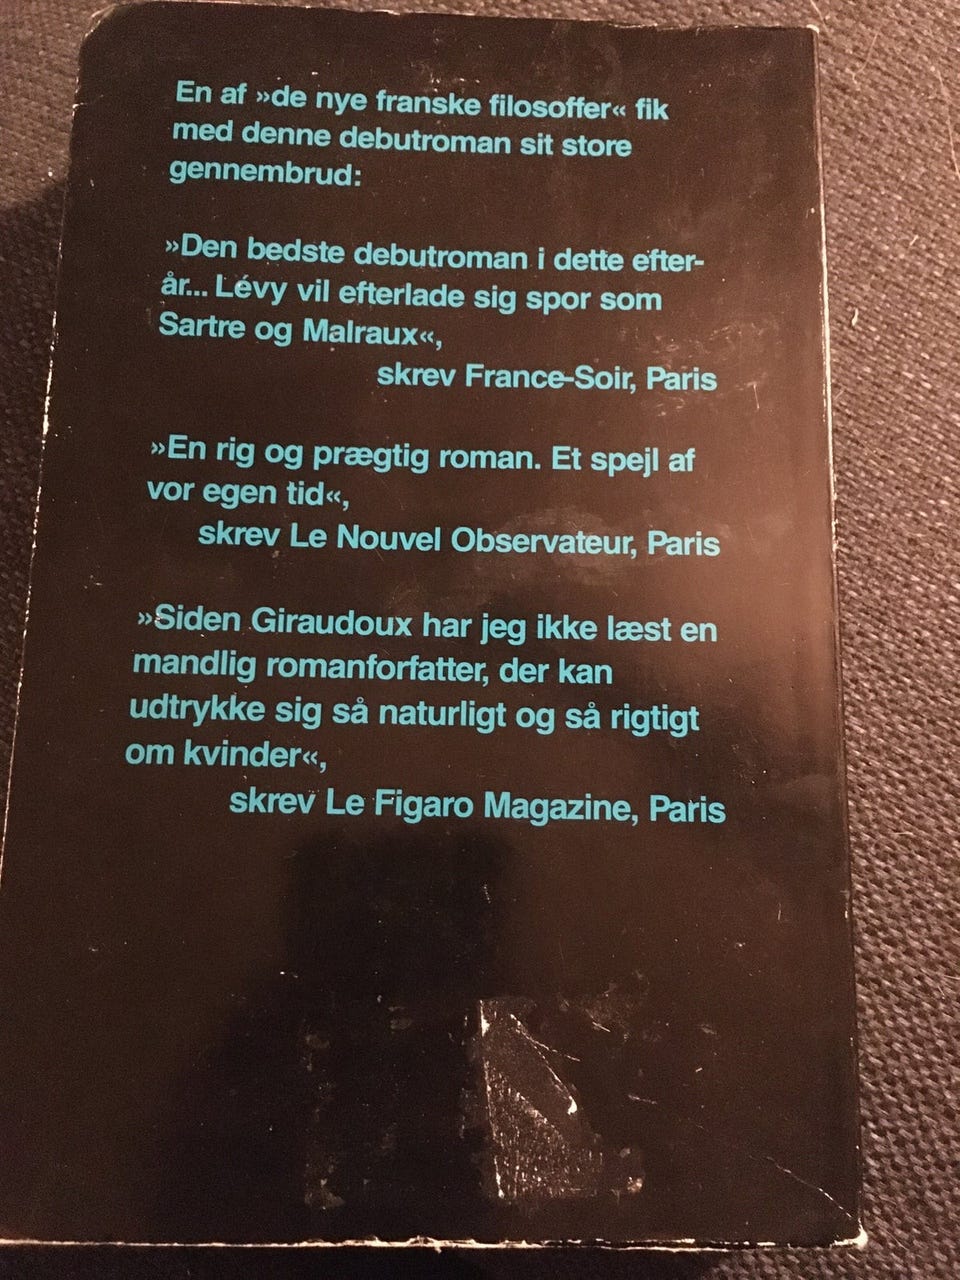 En af »de nye franske filosoffer« fik
med denne debutroman sit store
gennembrud:
»Den bedste debutroman i dette efter-
år... Lévy vil efterlade sig spor som
Sartre og Malraux«,
skrev France-Soir, Paris
»En rig og prægtig roman. Et spejl af
vor egen tid«,
skrev Le Nouvel Observateur, Paris
»Siden Giraudoux har jeg ikke læst en
mandlig romanforfatter, der kan
udtrykke sig så naturligt og så rigtigt
om kvinder«,
skrev Le Figaro Magazine, Paris